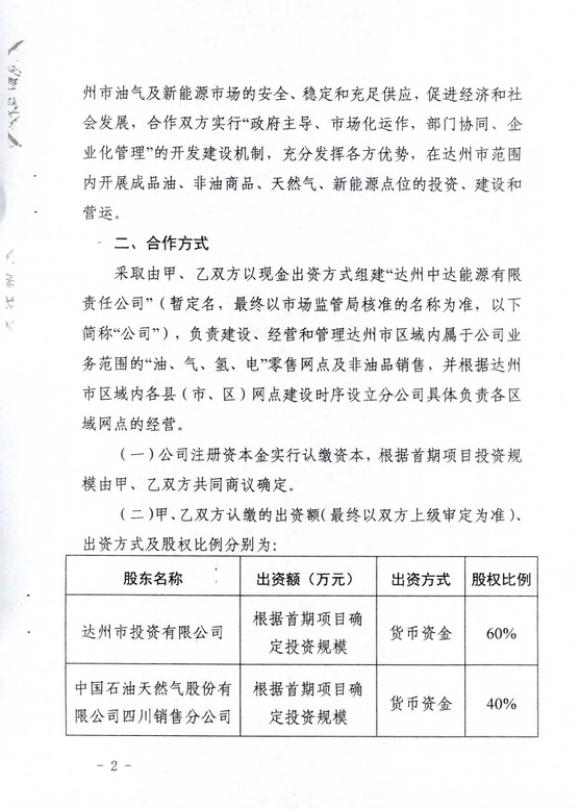 州市油气及新能源市场的安全、稳定和充足供应，促进经济和社
会发展，合作双方实行“政府主导、市场化运作，部门协同、企
业化管理”的开发建设机制，充分发挥各方优势，在达州市范围
内开展成品油、非油商品、天然气、新能源点位的投资、建设和
营运。
二、合作方式
采取由甲、乙双方以现金出资方式组建“达州中达能源有限
责任公司”（暂定名，最终以市场监管局核准的名称为准，以下
简称“公司”），负责建设、经营和管理达州市区域内属于公司业
务范围的“油、气、氢、电”零售网点及非油品销售，并根据达州
市区域内各县（市、区）网点建设时序设立分公司具体负责各区
域网点的经营。
（一）公司注册资本金实行认缴资本，根据首期项目投资规
模由甲、乙双方共同商议确定。
（二）甲、乙双方认缴的出资额（最终以双方上级审定为准）、
出资方式及股权比例分别为：
股东名称 出资额（万元） 出资方式 股权比例
达州市投资有限公司 根据首期项目确
定投资规模 货币资金 60%
中国石油天然气股份有
限公司四川销售分公司 根据首期项目确
定投资规模 货币资金 40%
- 2 -